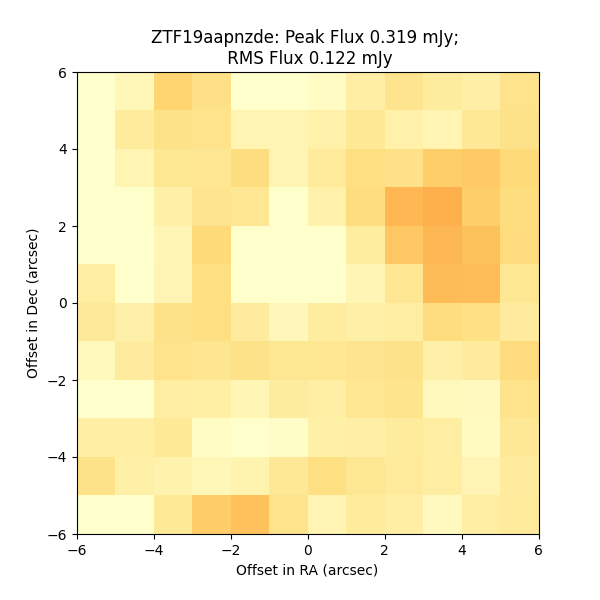 ZTF19aapnzde: Peak Flux 0.319 mJy;
RMS Flux 0.122 mJy
6
4
2
0
−2
−4
−6
Offset in Dec (arcsec)
−6 −4 −2 0 2 4 6
Offset in RA (arcsec)